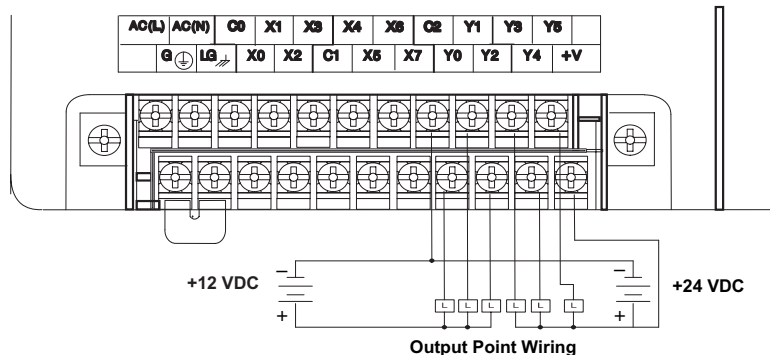 AC(L) AC(N) C0 X1 X3 X4 X6 C2 Y1 Y3 Y5
G LG X0 X2 C1 X5 X7 Y0 Y2 Y4 +V
+12 VDC
−
+
−
+
+24 VDC
L L L L L L
Output Point Wiring